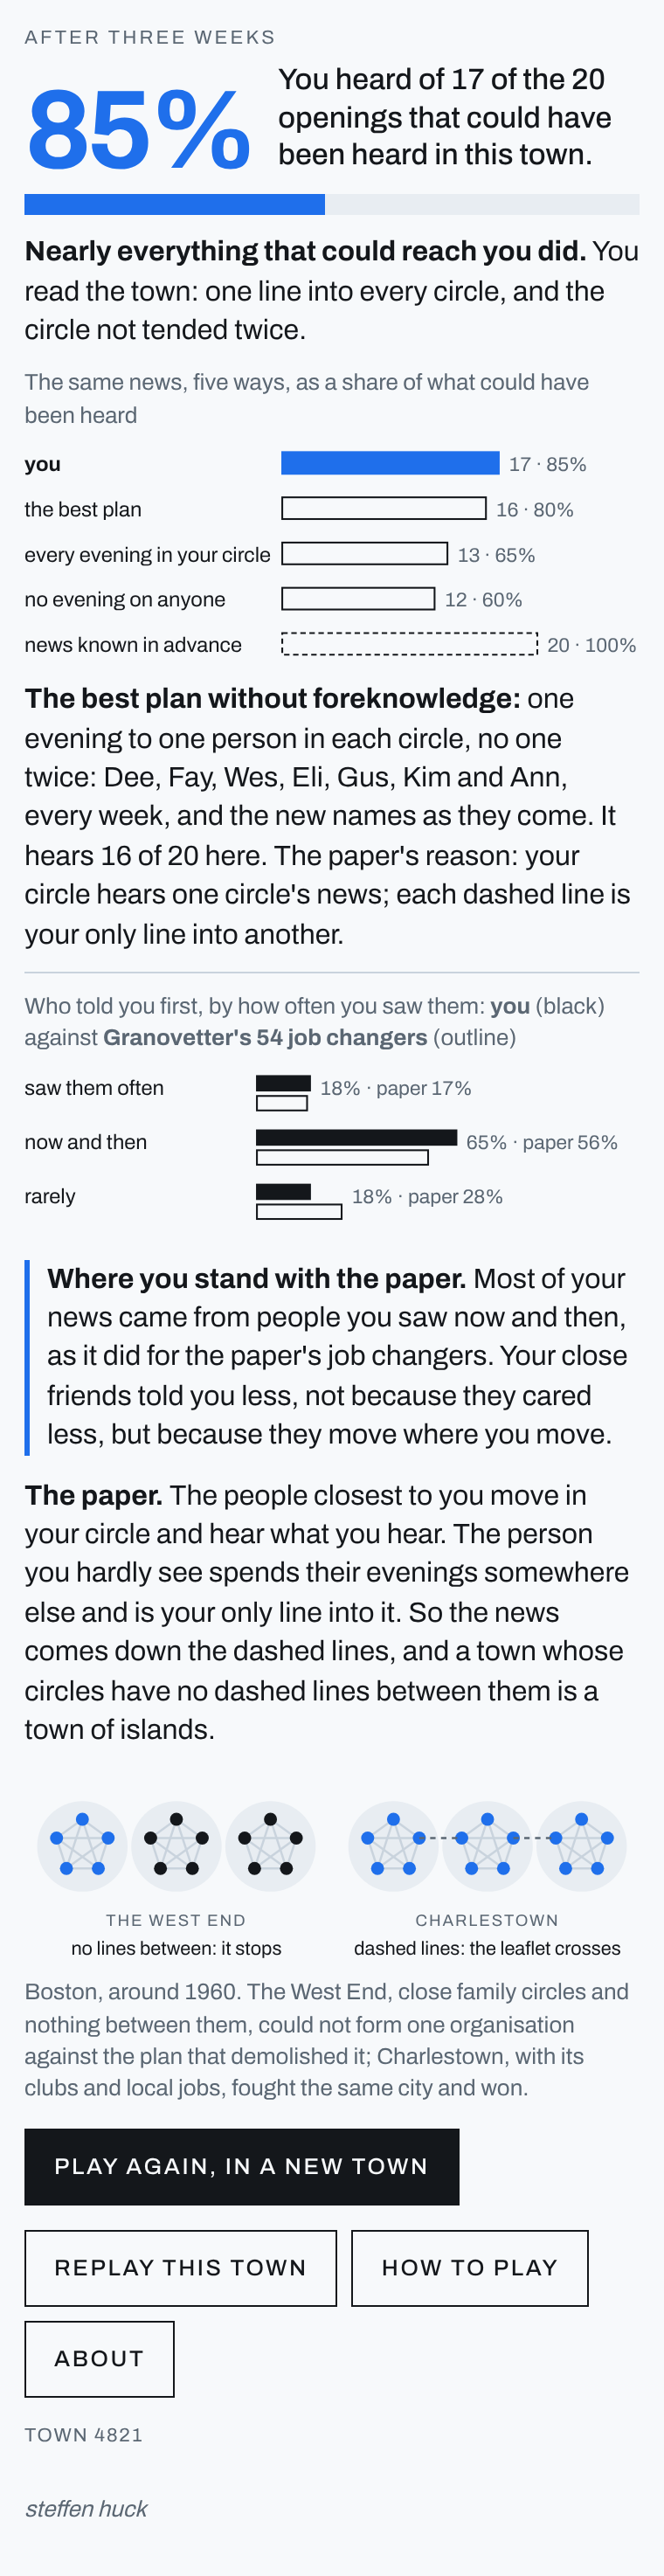 AFTER THREE WEEKS
85%
You heard of 17 of the 20
openings that could have
been heard in this town.
Nearly everything that could reach you did. You
read the town: one line into every circle, and the
circle not tended twice.
The same news, five ways, as a share of what could have
been heard
you 17 · 85%
the best plan 16 · 80%
every evening in your circle 13 · 65%
no evening on anyone 12 · 60%
news known in advance 20 · 100%
The best plan without foreknowledge: one
evening to one person in each circle, no one
twice: Dee, Fay, Wes, Eli, Gus, Kim and Ann,
every week, and the new names as they come. It
hears 16 of 20 here. The paper's reason: your
circle hears one circle's news; each dashed line is
your only line into another.
Who told you first, by how often you saw them: you (black)
against Granovetter's 54 job changers (outline)
saw them often 18% · paper 17%
now and then 65% · paper 56%
rarely 18% · paper 28%
Where you stand with the paper. Most of your
news came from people you saw now and then,
as it did for the paper's job changers. Your close
friends told you less, not because they cared
less, but because they move where you move.
The paper. The people closest to you move in
your circle and hear what you hear. The person
you hardly see spends their evenings somewhere
else and is your only line into it. So the news
comes down the dashed lines, and a town whose
circles have no dashed lines between them is a
town of islands.
THE WEST END
no lines between: it stops
CHARLESTOWN
dashed lines: the leaflet crosses
Boston, around 1960. The West End, close family circles and
nothing between them, could not form one organisation
against the plan that demolished it; Charlestown, with its
clubs and local jobs, fought the same city and won.
PLAY AGAIN, IN A NEW TOWN
REPLAY THIS TOWN
HOW TO PLAY
ABOUT
TOWN 4821
steffen huck